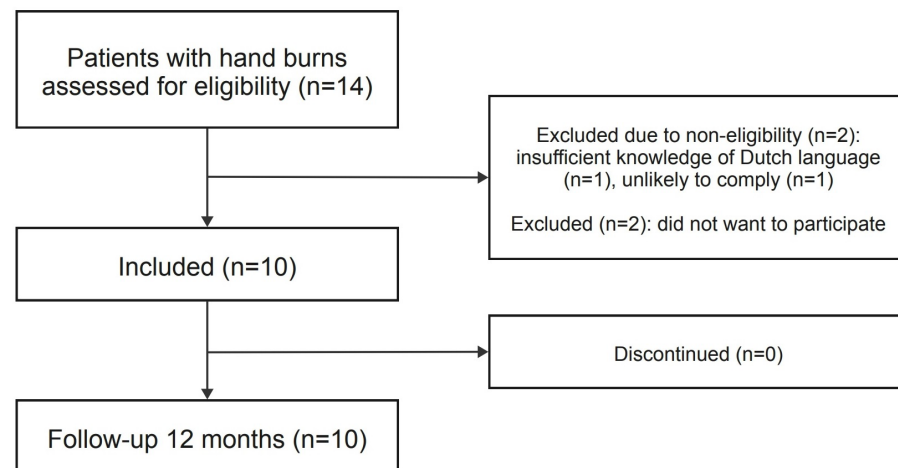 Patients with hand burns
assessed for eligibility (n=14)
Excluded due to non-eligibility (n=2):
insufficient knowledge of Dutch language
(n=1), unlikely to comply (n=1)
Excluded (n=2): did not want to participate
Included (n=10)
Discontinued (n=0)
Follow-up 12 months (n=10)